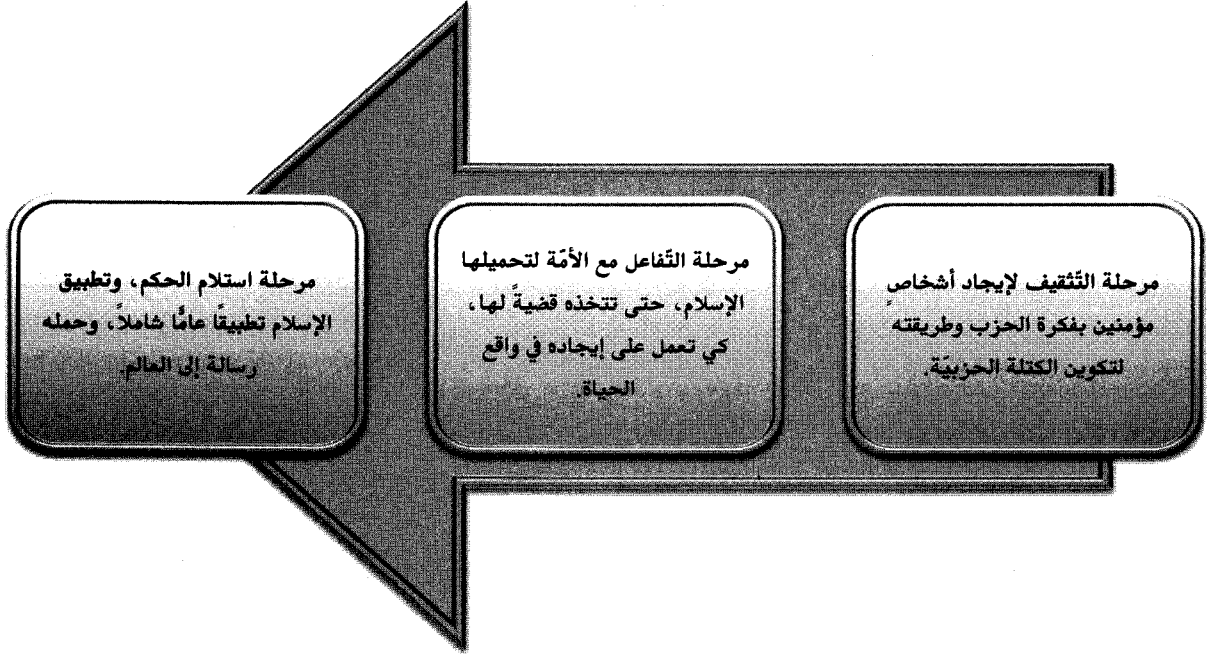 مرحلة التّثقيف لإيجاد أشخاصٍ
مؤمنين بفكرة الحزب وطريقته
لتكوين الكتلة الحزبيّة.
مرحلة التّفاعل مع الأمّة لتحميلها
الإسلام، حتى تتخذه قضيةً لها،
كي تعمل على إيجاده في واقع
الحياة.
مرحلة استلام الحكم، وتطبيق
الإسلام تطبيقًا عامًّا شاملاً، وحمله
رسالة إلى العالم.